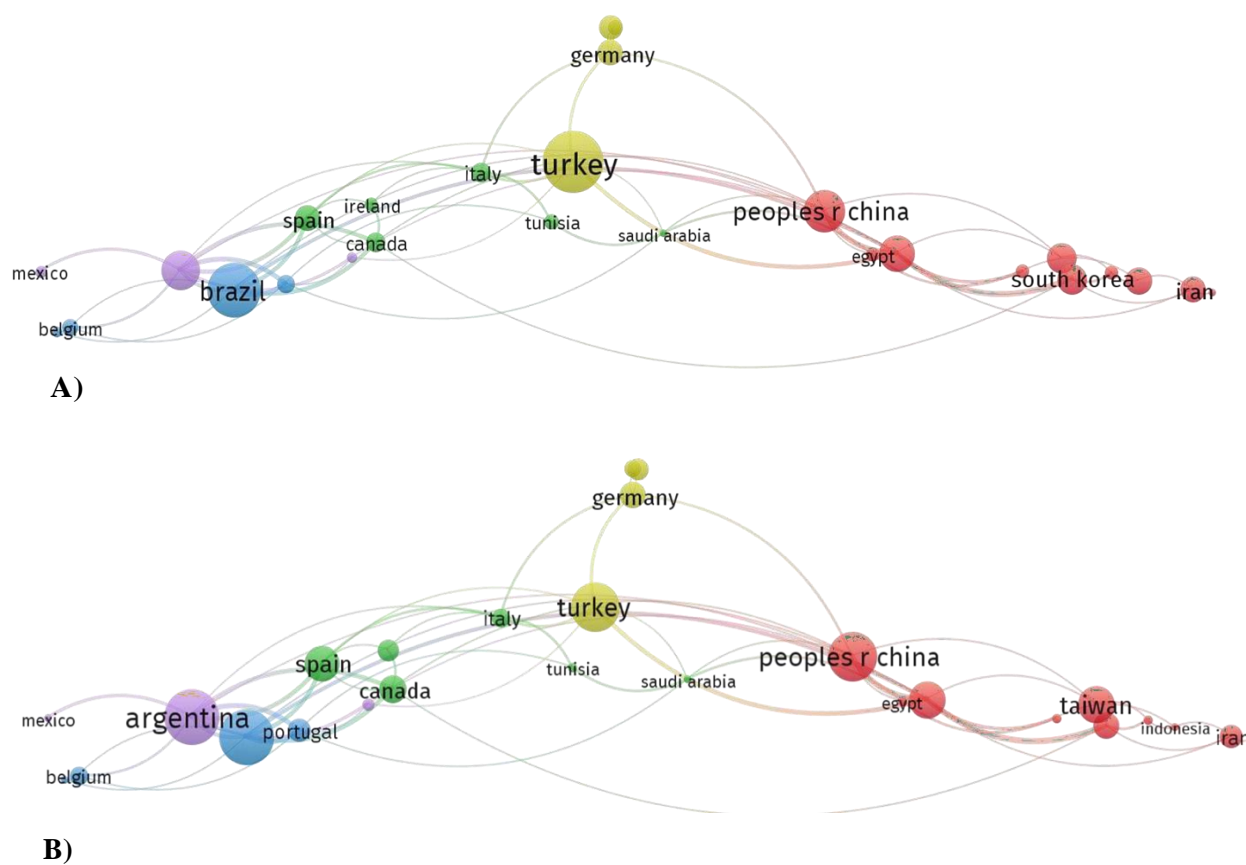 germany
turkey
italy
peoples r china
ireland
spain
tunisia
saudi arabia
canada
egypt
mexico
south korea
brazil
iran
belgium
A)
germany
turkey
italy
peoples r china
spain
tunisia
saudi arabia
canada
egypt
taiwan
argentina
mexico
portugal
indonesia
iran
belgium
B)